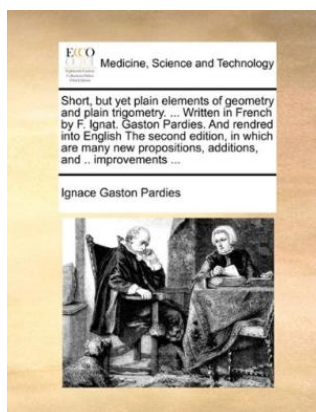 ECCO
Medicine, Science and Technology
Short, but yet plain elements of geometry
and plain trigometry. ... Written in French
by F. Ignat. Gaston Pardies. And rendred
into English The second edition, in which
are many new propositions, additions,
and .. improvements ...
Ignace Gaston Pardies